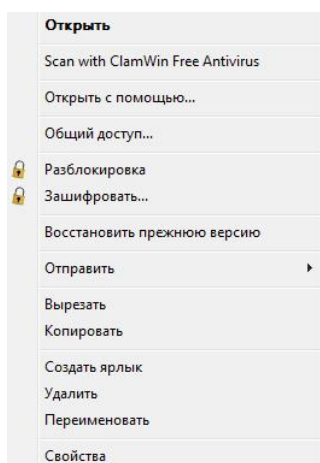 Открыть
Scan with ClamWin Free Antivirus
Открыть с помощью...
Общий доступ...
Разблокировка
Зашифровать...
Восстановить прежнюю версию
Отправить
Вырезать
Копировать
Создать ярлык
Удалить
Переименовать
Свойства